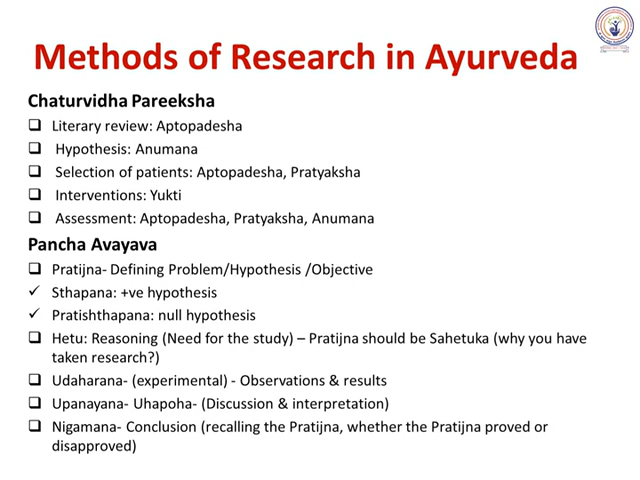 Methods of Research in Ayurveda
Chaturvidha Pareeksha
Literary review: Aptopadesha
Hypothesis: Anumana
Selection of patients: Aptopadesha, Pratyaksha
Interventions: Yukti
Assessment: Aptopadesha, Pratyaksha, Anumana
Pancha Avayava
Pratijna- Defining Problem/Hypothesis /Objective
Sthapana: +ve hypothesis
Pratishthapana: null hypothesis
Hetu: Reasoning (Need for the study) – Pratijna should be Sahetuka (why you have
taken research?)
Udaharana- (experimental) - Observations & results
Upanayana- Uhapoha- (Discussion & interpretation)
Nigamana- Conclusion (recalling the Pratijna, whether the Pratijna proved or
disapproved)